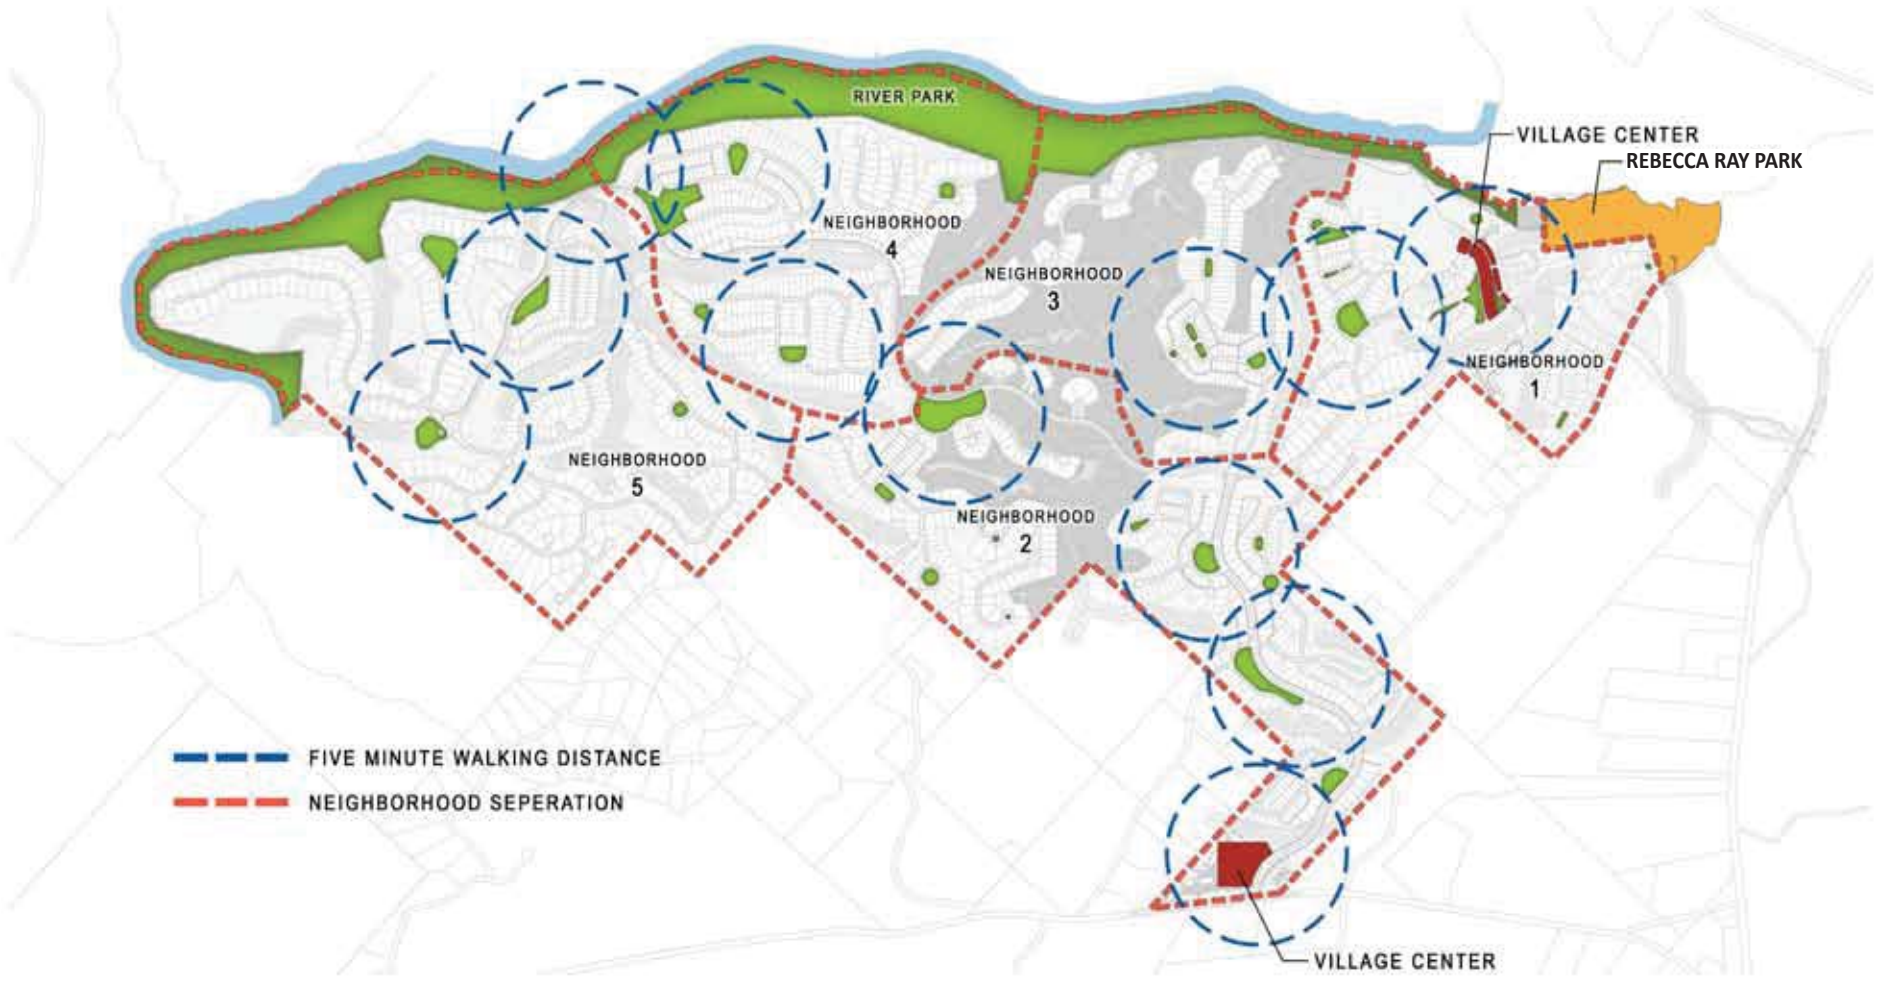 RIVER PARK
VILLAGE CENTER
REBECCA RAY PARK
NEIGHBORHOOD
4
NEIGHBORHOOD
3
NEIGHBORHOOD
1
NEIGHBORHOOD
5
NEIGHBORHOOD
2
FIVE MINUTE WALKING DISTANCE
NEIGHBORHOOD SEPERATION
VILLAGE CENTER